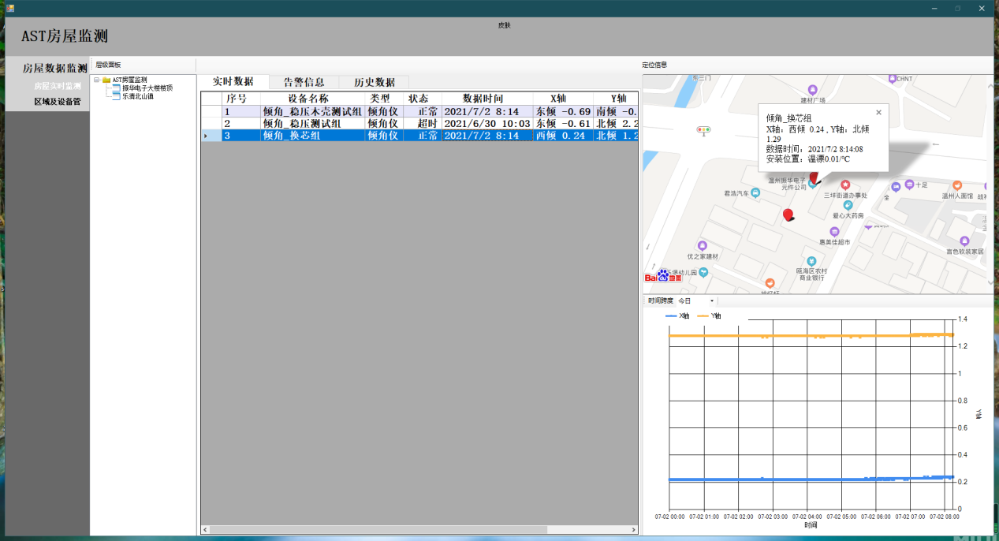 皮肤
AST房屋监测
房屋数据监测
房屋实时监测
区域及设备管
层级面板
AST房屋监测
振华电子大楼楼顶
乐清北山镇
实时数据 告警信息 历史数据
序号 设备名称 类型 状态 数据时间 X轴 Y轴
1 倾角_稳压木壳测试组 倾角仪 正常 2021/7/2 8:14 东倾 -0.69 南倾 -0.
2 倾角_稳压测试组 倾角仪 超时 2021/6/30 10:03 东倾 -0.61 北倾 2.2
3 倾角_换芯组 倾角仪 正常 2021/7/2 8:14 西倾 0.24 北倾 1.2
定位信息
东三门
CHNT
建材广场
倾角_换芯组
X轴：西倾 0.24 , Y轴：北倾
1.29
数据时间：2021/7/2 8:14:08
安装位置：温漂0.01/℃
温州振华电子
元件公司
君浩汽车
三垟街道办事处
十足
全
温州人面馆
爱心大药房
惠美佳超市
优之家建材
富色软装家居
瓯海区农村
商业银行
幼儿园
Bai du 地图
时间跨度 今日
X轴 Y轴
1.4
1.2
1
0.8
0.6
0.4
0.2
0
Y轴
07-02 00:00 07-02 01:00 07-02 02:00 07-02 03:00 07-02 04:00 07-02 05:00 07-02 06:00 07-02 07:00 07-02 08:00
时间